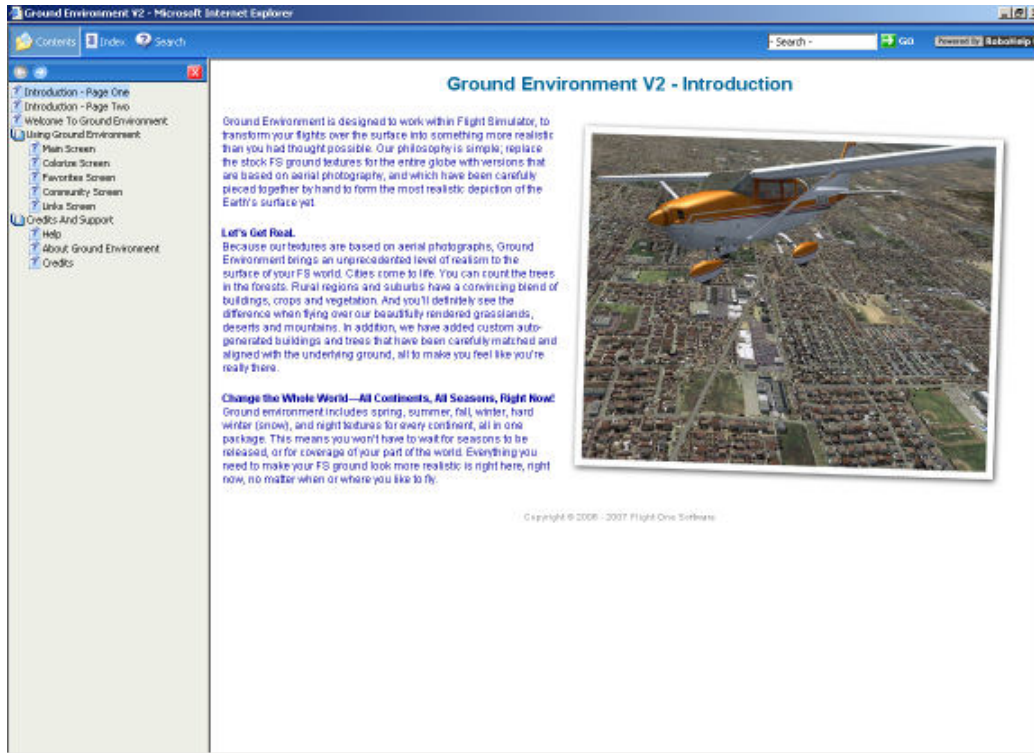 Ground Environment V2 - Microsoft Internet Explorer
Contents Index Search
- Search - GO Powered By RoboHelp
Introduction - Page One
Introduction - Page Two
Welcome To Ground Environment
Using Ground Environment
Main Screen
Colorize Screen
Favorites Screen
Community Screen
Links Screen
Credits And Support
Help
About Ground Environment
Credits
Ground Environment V2 - Introduction
Ground Environment is designed to work within Flight Simulator, to
transform your flights over the surface into something more realistic
than you had thought possible. Our philosophy is simple; replace
the stock FS ground textures for the entire globe with versions that
are based on aerial photography, and which have been carefully
pieced together by hand to form the most realistic depiction of the
Earth's surface yet.
Let's Get Real.
Because our textures are based on aerial photographs, Ground
Environment brings an unprecedented level of realism to the
surface of your FS world. Cities come to life. You can count the trees
in the forests. Rural regions and suburbs have a convincing blend of
buildings, crops and vegetation. And you'll definitely see the
difference when flying over our beautifully rendered grasslands,
deserts and mountains. In addition, we have added custom auto-
generated buildings and trees that have been carefully matched and
aligned with the underlying ground, all to make you feel like you're
really there.
Change the Whole World—All Continents, All Seasons, Right Now!
Ground environment includes spring, summer, fall, winter, hard
winter (snow), and night textures for every continent, all in one
package. This means you won't have to wait for seasons to be
released, or for coverage of your part of the world. Everything you
need to make your FS ground look more realistic is right here, right
now, no matter when or where you like to fly.
Copyright © 2006 - 2007 Flight One Software